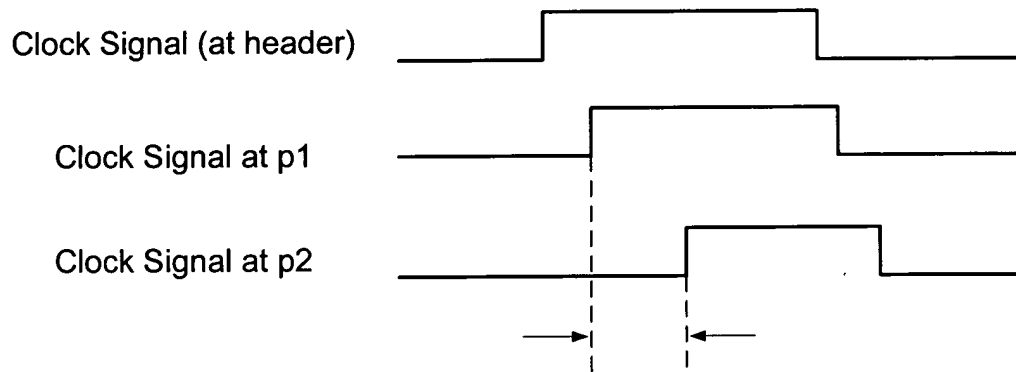 Clock Signal (at header)
Clock Signal at p1
Clock Signal at p2